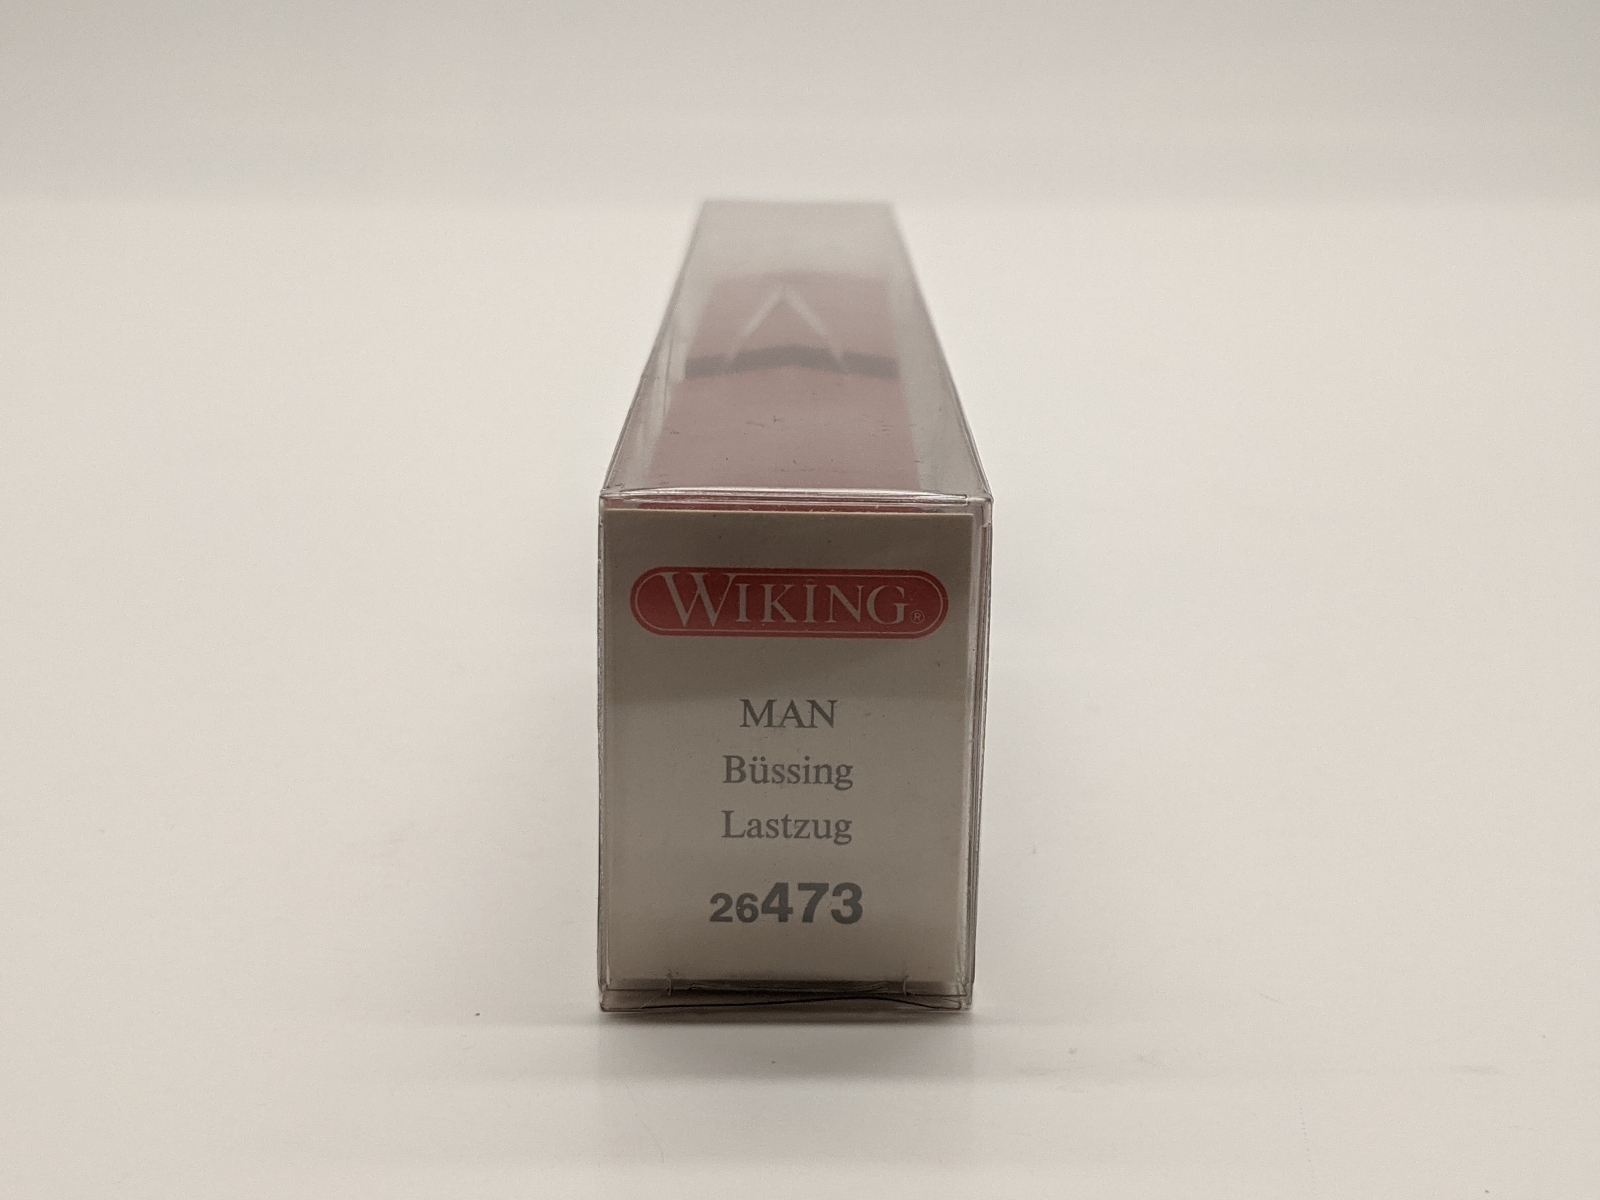 WIKING®
MAN
Büssing
Lastzug
26473